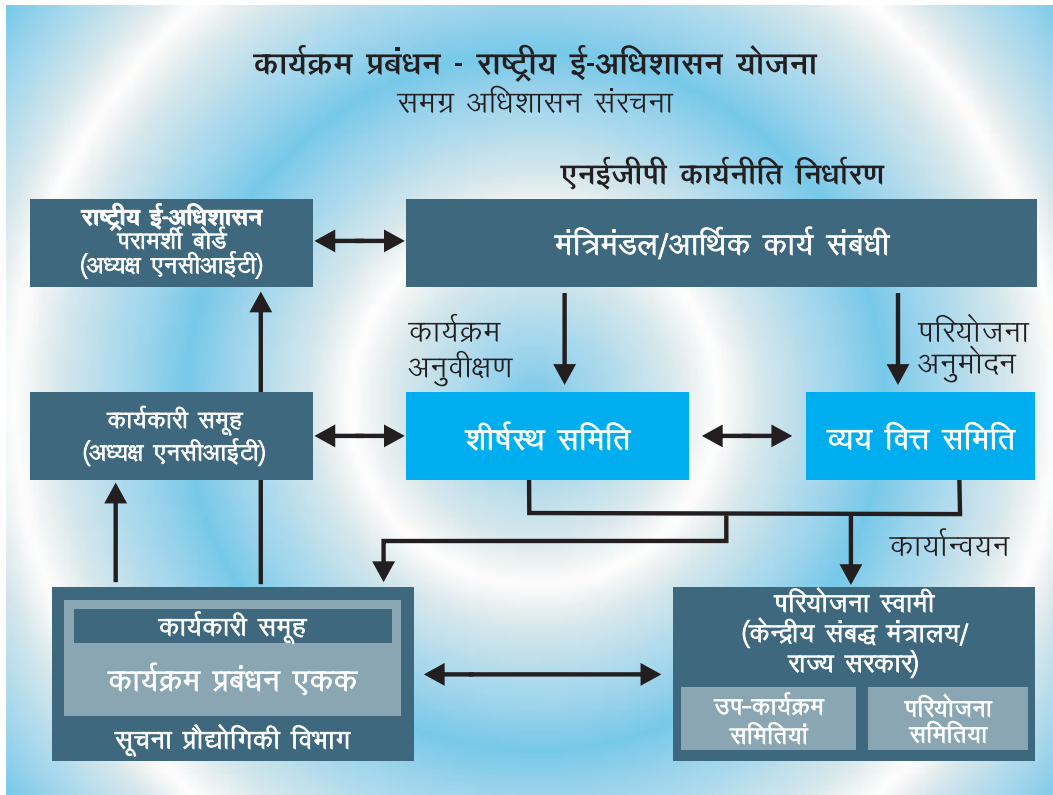 कार्यक्रम प्रबंधन - राष्ट्रीय ई-अधिशासन योजना
समग्र अधिशासन संरचना
एनईजीपी कार्यनीति निर्धारण
राष्ट्रीय ई-अधिशासन
परामर्शी बोर्ड
(अध्यक्ष एनसीआईटी)
मंत्रिमंडल/आर्थिक कार्य संबंधी
कार्यक्रम
अनुवीक्षण
परियोजना
अनुमोदन
कार्यकारी समूह
(अध्यक्ष एनसीआईटी)
शीर्षस्थ समिति
व्यय वित्त समिति
कार्यान्वयन
कार्यकारी समूह
कार्यक्रम प्रबंधन एकक
सूचना प्रौद्योगिकी विभाग
परियोजना स्वामी
(केन्द्रीय संबद्ध मंत्रालय/
राज्य सरकार)
उप-कार्यक्रम
समितियां
परियोजना
समितिया